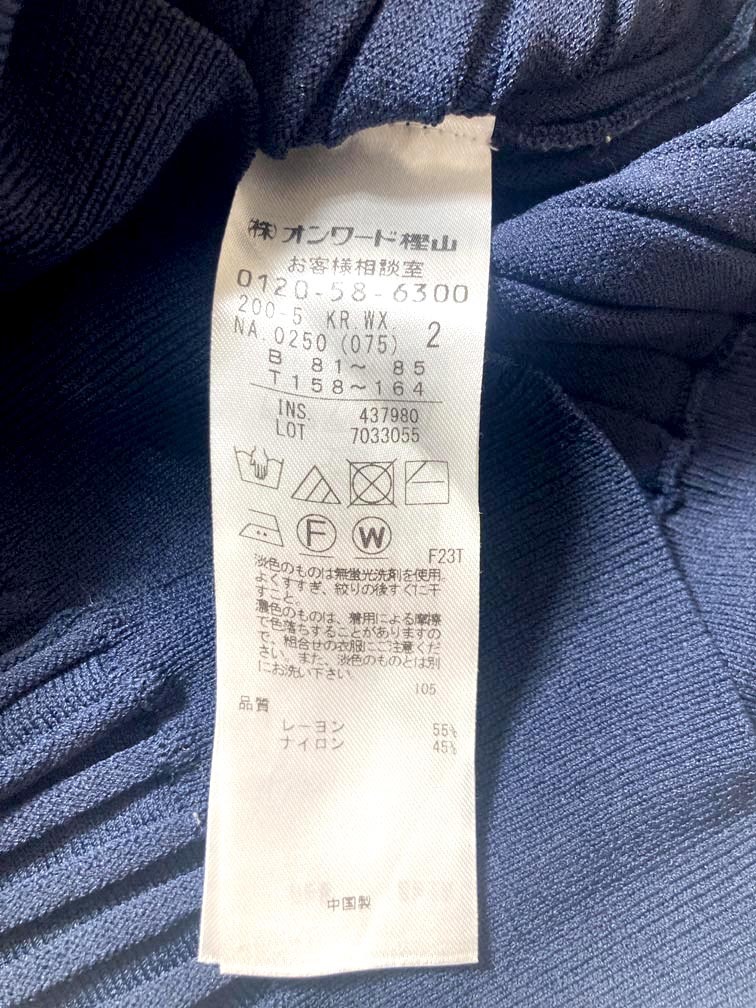 (株)オンワード樫山
お客様相談室
0120-58-6300
200-5 KR.WX. 2
NA.0250 (075)
B 81〜 85
T 158〜164
INS. 437980
LOT 7033055
F W
F23T
淡色のものは無蛍光洗剤を使用。
よくすすぎ、絞りの後すぐに干
すこと。
濃色のものは、着用による摩擦
で色落ちすることがありますの
で、組合せの衣服にご注意くだ
さい。また、淡色のものとは別
にお洗い下さい。
105
品質
レーヨン 55%
ナイロン 45%
中国製